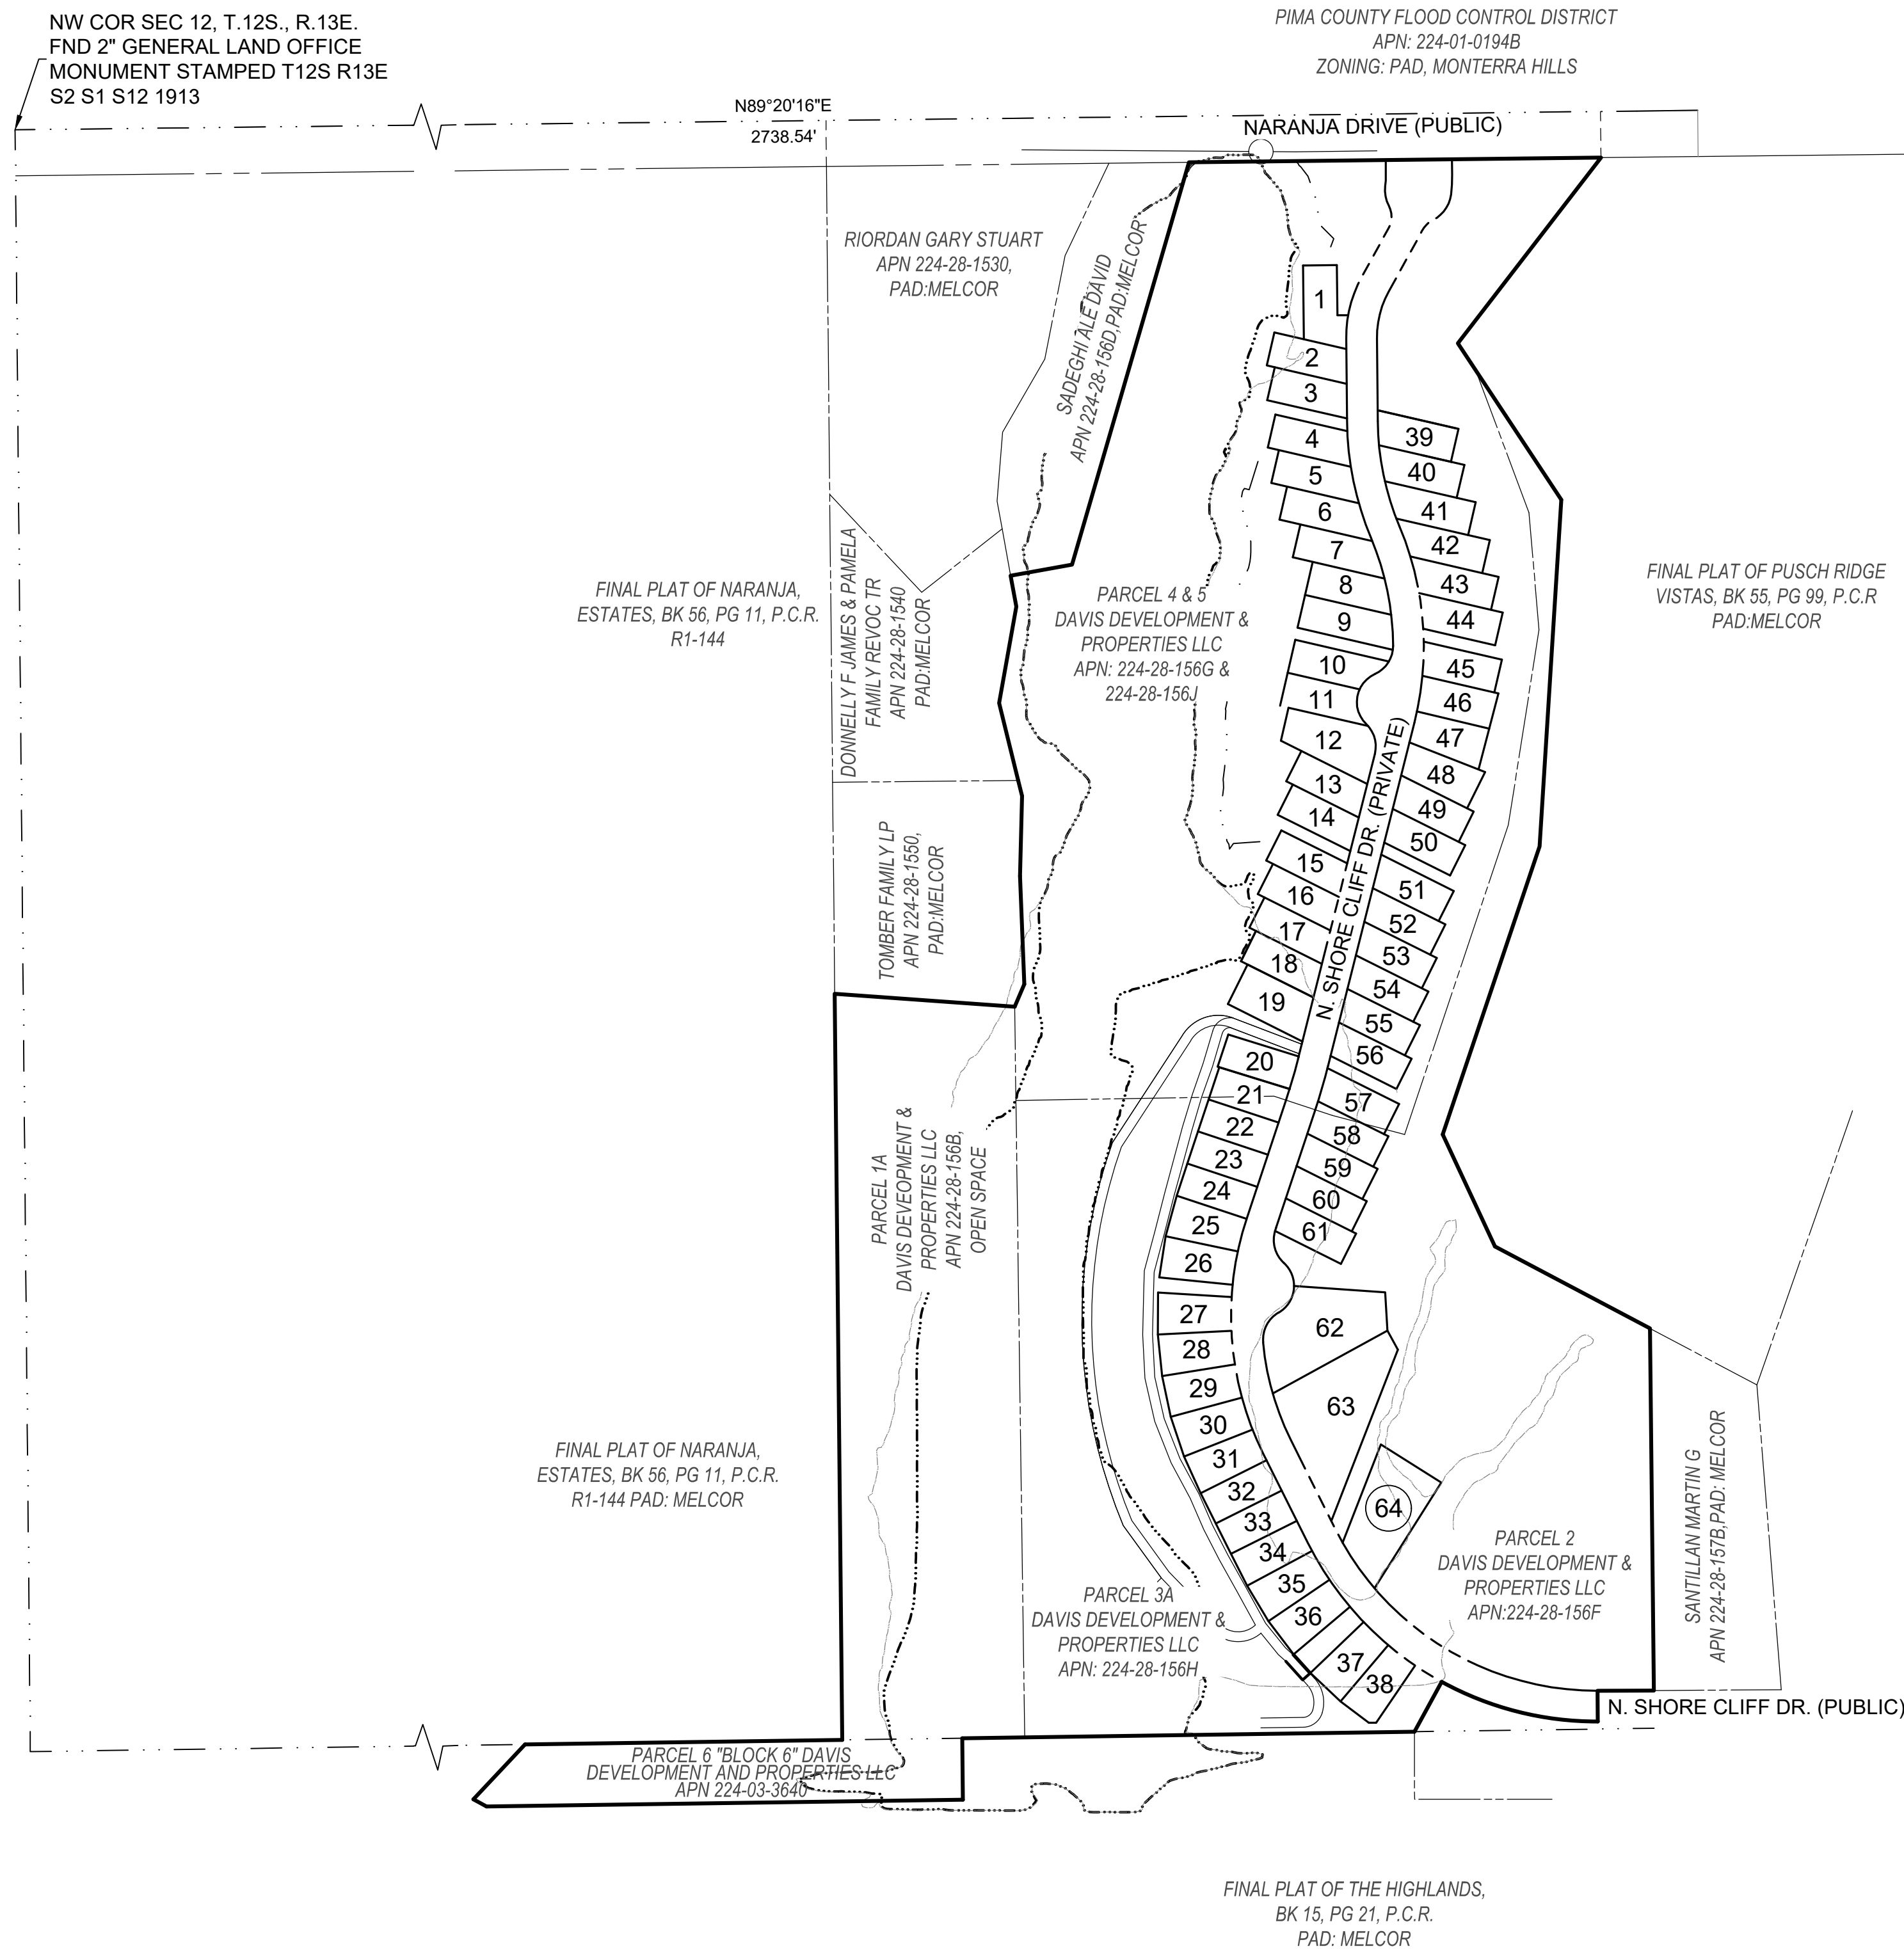 NW COR SEC 12, T.12S., R.13E.
FND 2" GENERAL LAND OFFICE
MONUMENT STAMPED T12S R13E
S2 S1 S12 1913
PIMA COUNTY FLOOD CONTROL DISTRICT
APN: 224-01-0194B
ZONING: PAD, MONTERRA HILLS
N89°20'16"E
2738.54'
NARANJA DRIVE (PUBLIC)
RIORDAN GARY STUART
APN 224-28-1530,
PAD:MELCOR
SADEGHI ALE DAVID
APN 224-28-156D,PAD:MELCOR
1
2
3
4
5
6
7
8
9
10
11
12
13
14
15
16
17
18
19
39
40
41
42
43
44
45
46
47
48
49
50
51
52
53
54
55
56
57
58
59
60
61
FINAL PLAT OF NARANJA,
ESTATES, BK 56, PG 11, P.C.R.
R1-144
DONNELLY F JAMES & PAMELA
FAMILY REVOC TR
APN 224-28-1540
PAD:MELCOR
PARCEL 4 & 5
DAVIS DEVELOPMENT &
PROPERTIES LLC
APN: 224-28-156G &
224-28-156J
FINAL PLAT OF PUSCH RIDGE
VISTAS, BK 55, PG 99, P.C.R
PAD:MELCOR
N. SHORE CLIFF DR. (PRIVATE)
TOMBER FAMILY LP
APN 224-28-1550,
PAD:MELCOR
PARCEL 1A
DAVIS DEVEOPMENT &
PROPERTIES LLC
APN 224-28-156B,
OPEN SPACE
20
21
22
23
24
25
26
27
28
29
30
31
32
33
34
35
36
37
38
62
63
64
FINAL PLAT OF NARANJA,
ESTATES, BK 56, PG 11, P.C.R.
R1-144 PAD: MELCOR
PARCEL 2
DAVIS DEVELOPMENT &
PROPERTIES LLC
APN:224-28-156F
SANTILLAN MARTIN G
APN 224-28-157B,PAD: MELCOR
PARCEL 3A
DAVIS DEVELOPMENT &
PROPERTIES LLC
APN: 224-28-156H
N. SHORE CLIFF DR. (PUBLIC)
PARCEL 6 "BLOCK 6" DAVIS
DEVELOPMENT AND PROPERTIES LLC
APN 224-03-3640
FINAL PLAT OF THE HIGHLANDS,
BK 15, PG 21, P.C.R.
PAD: MELCOR